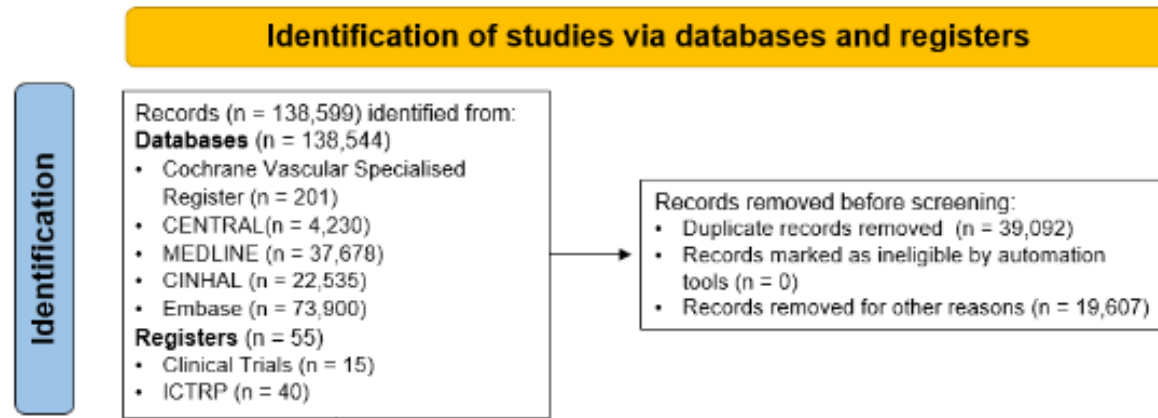 Identification of studies via databases and registers
Identification
Records (n = 138,599) identified from:
Databases (n = 138,544)
• Cochrane Vascular Specialised
Register (n = 201)
• CENTRAL(n = 4,230)
• MEDLINE (n = 37,678)
• CINHAL (n = 22,535)
• Embase (n = 73,900)
Registers (n = 55)
• Clinical Trials (n = 15)
• ICTRP (n = 40)
Records removed before screening:
• Duplicate records removed (n = 39,092)
• Records marked as ineligible by automation
tools (n = 0)
• Records removed for other reasons (n = 19,607)